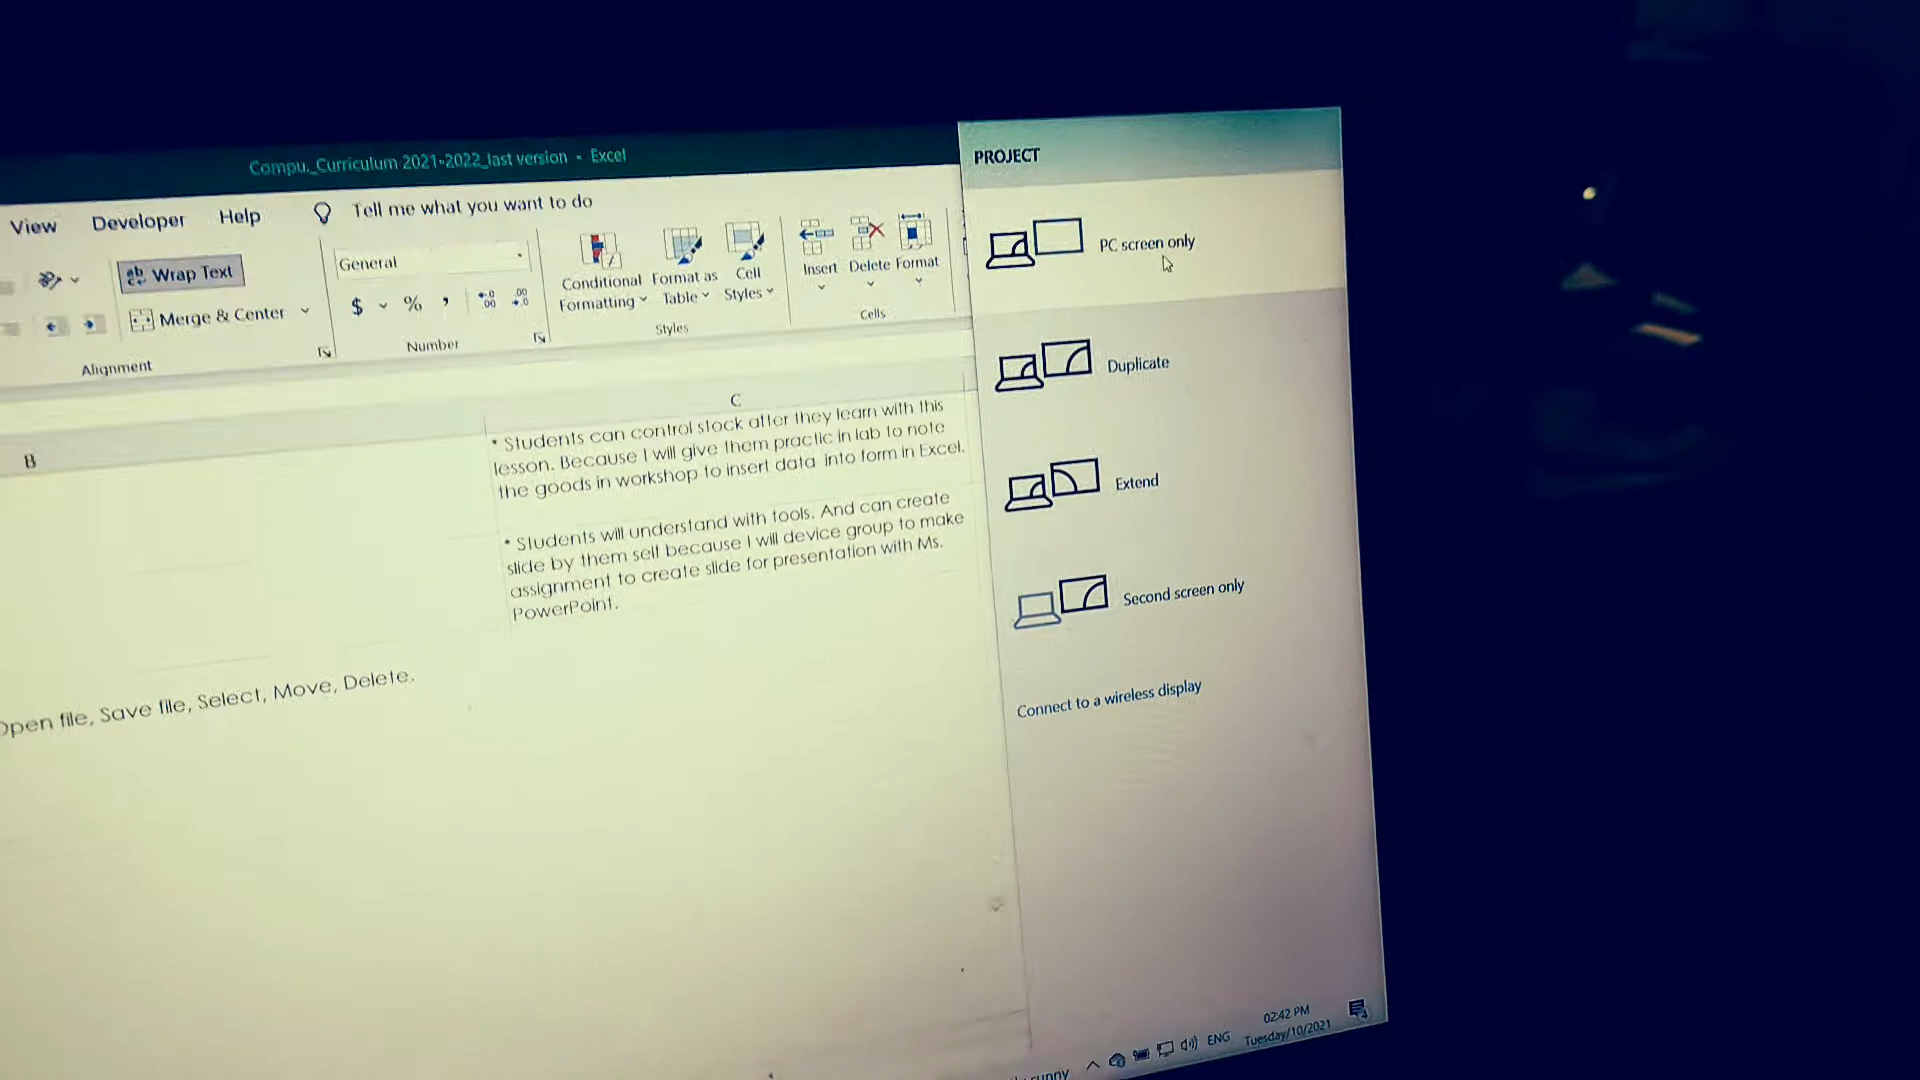 Compu._Curriculum 2021-2022_last version - Excel
PROJECT
View Developer Help Tell me what you want to do
Wrap Text
General
Merge & Center
$ % ,
Conditional Formatting
Format as Table
Cell Styles
Insert Delete Format
Alignment
Number
Styles
Cells
B
C
• Students can control stock after they learn with this
lesson. Because I will give them practic in lab to note
the goods in workshop to insert data into form in Excel.
• Students will understand with tools. And can create
slide by them self because I will device group to make
assignment to create slide for presentation with Ms.
PowerPoint.
Open file, Save file, Select, Move, Delete.
PC screen only
Duplicate
Extend
Second screen only
Connect to a wireless display
ENG
02:42 PM
Tuesday/10/2021